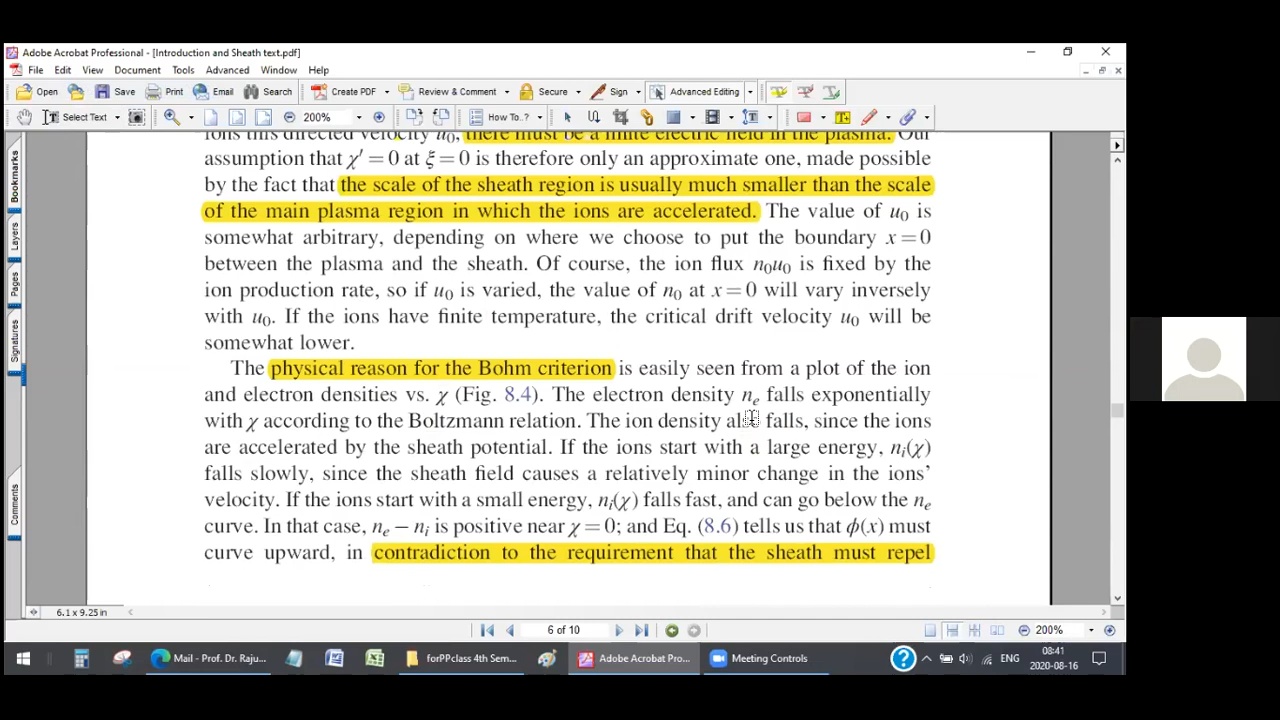 Adobe Acrobat Professional - [Introduction and Sheath text.pdf]
File Edit View Document Tools Advanced Window Help
Open Save Print Email Search Create PDF Review & Comment Secure Sign Advanced Editing
Select Text 200% How To..?
Bookmarks
Layers
Pages
Signatures
Comments
ions this directed velocity u₀, there must be a finite electric field in the plasma. Our
assumption that χ′ = 0 at ξ = 0 is therefore only an approximate one, made possible
by the fact that the scale of the sheath region is usually much smaller than the scale
of the main plasma region in which the ions are accelerated. The value of u₀ is
somewhat arbitrary, depending on where we choose to put the boundary x = 0
between the plasma and the sheath. Of course, the ion flux n₀u₀ is fixed by the
ion production rate, so if u₀ is varied, the value of n₀ at x = 0 will vary inversely
with u₀. If the ions have finite temperature, the critical drift velocity u₀ will be
somewhat lower.
The physical reason for the Bohm criterion is easily seen from a plot of the ion
and electron densities vs. χ (Fig. 8.4). The electron density nₑ falls exponentially
with χ according to the Boltzmann relation. The ion density also falls, since the ions
are accelerated by the sheath potential. If the ions start with a large energy, nᵢ(χ)
falls slowly, since the sheath field causes a relatively minor change in the ions’
velocity. If the ions start with a small energy, nᵢ(χ) falls fast, and can go below the nₑ
curve. In that case, nₑ − nᵢ is positive near χ = 0; and Eq. (8.6) tells us that ϕ(x) must
curve upward, in contradiction to the requirement that the sheath must repel
6.1 x 9.25 in
6 of 10
200%
Mail - Prof. Dr. Raju... forPPclass 4th Sem... Adobe Acrobat Pro... Meeting Controls
ENG
08:41
2020-08-16